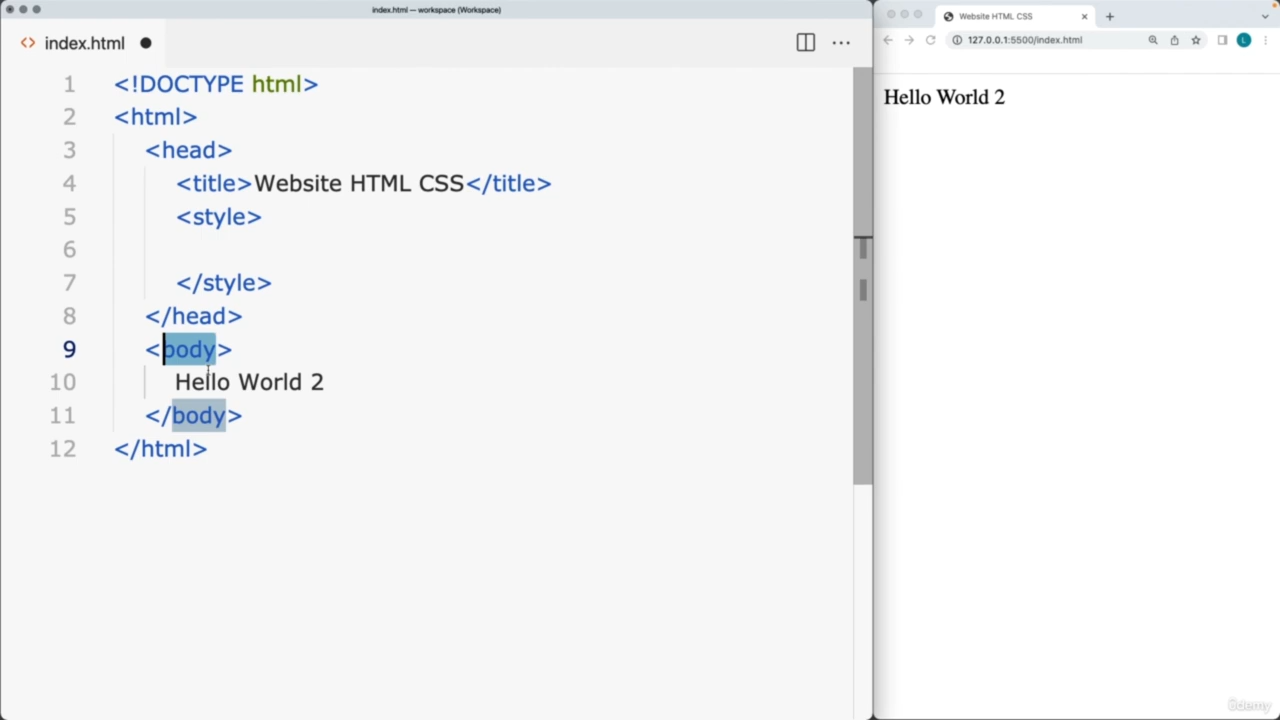 index.html — workspace (Workspace)
index.html
1 <!DOCTYPE html>
2 <html>
3 <head>
4 <title>Website HTML CSS</title>
5 <style>
6
7 </style>
8 </head>
9 <body>
10 Hello World 2
11 </body>
12 </html>
Website HTML CSS
127.0.0.1:5500/index.html
L
Hello World 2
ûdemy